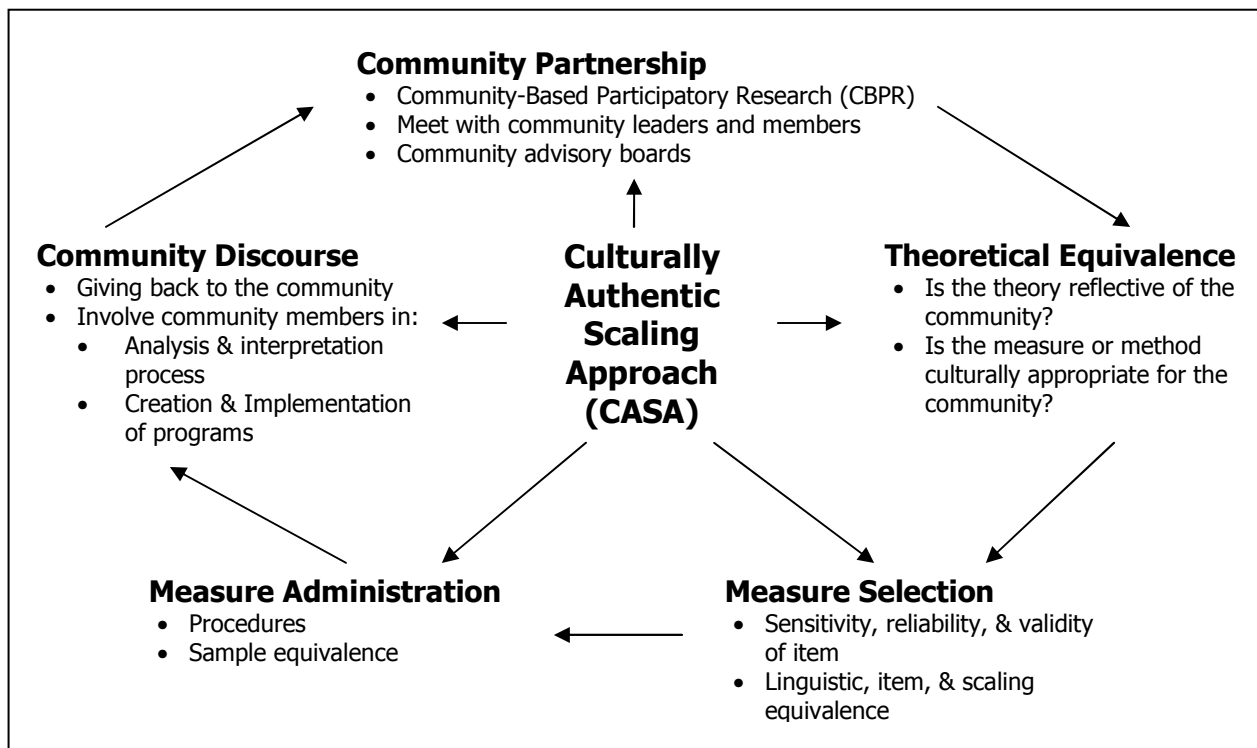 Community Partnership
• Community-Based Participatory Research (CBPR)
• Meet with community leaders and members
• Community advisory boards
Community Discourse
• Giving back to the community
• Involve community members in:
• Analysis & interpretation
process
• Creation & Implementation
of programs
Culturally
Authentic
Scaling
Approach
(CASA)
Theoretical Equivalence
• Is the theory reflective of the
community?
• Is the measure or method
culturally appropriate for the
community?
Measure Administration
• Procedures
• Sample equivalence
Measure Selection
• Sensitivity, reliability, & validity
of item
• Linguistic, item, & scaling
equivalence